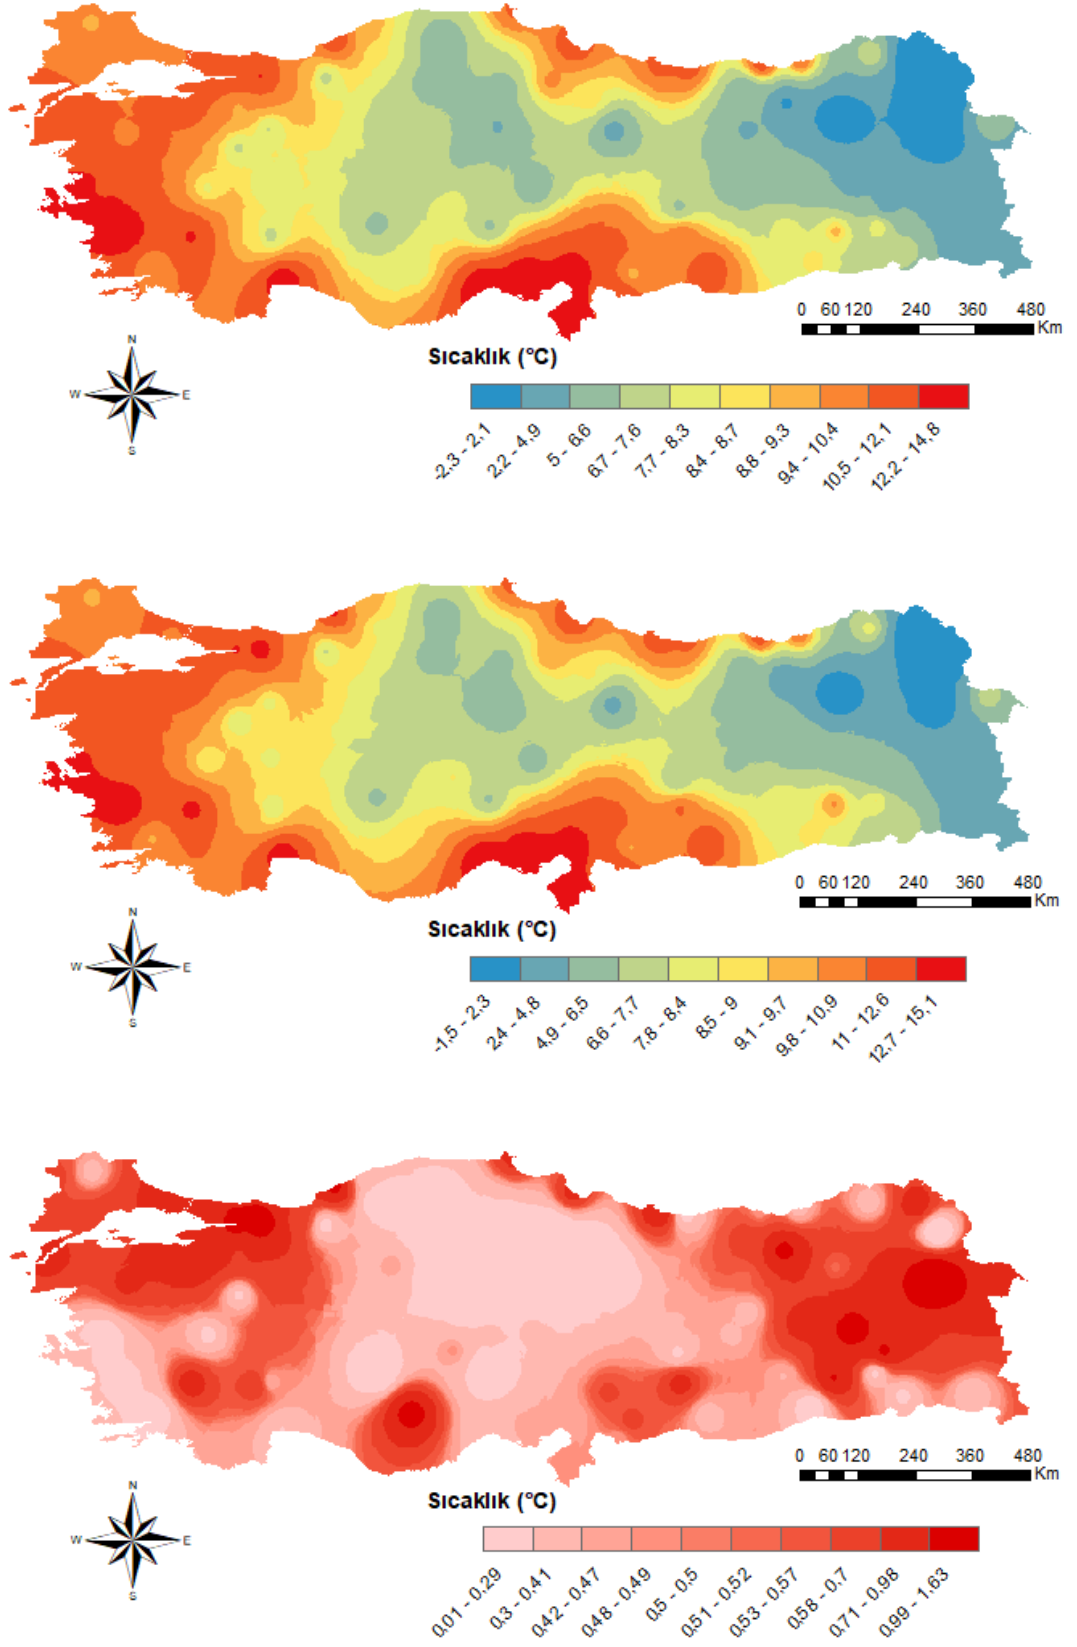 0 60 120 240 360 480
Km
Sıcaklık (°C)
N
W E
S
-2,3 - 2,1
2,2 - 4,9
5 - 6,6
6,7 - 7,6
7,7 - 8,3
8,4 - 8,7
8,8 - 9,3
9,4 - 10,4
10,5 - 12,1
12,2 - 14,8
0 60 120 240 360 480
Km
Sıcaklık (°C)
N
W E
S
-1,5 - 2,3
2,4 - 4,8
4,9 - 6,5
6,6 - 7,7
7,8 - 8,4
8,5 - 9
9,1 - 9,7
9,8 - 10,9
11 - 12,6
12,7 - 15,1
0 60 120 240 360 480
Km
Sıcaklık (°C)
N
W E
S
0,01 - 0,29
0,3 - 0,41
0,42 - 0,47
0,48 - 0,49
0,5 - 0,5
0,51 - 0,52
0,53 - 0,57
0,58 - 0,7
0,71 - 0,98
0,99 - 1,63